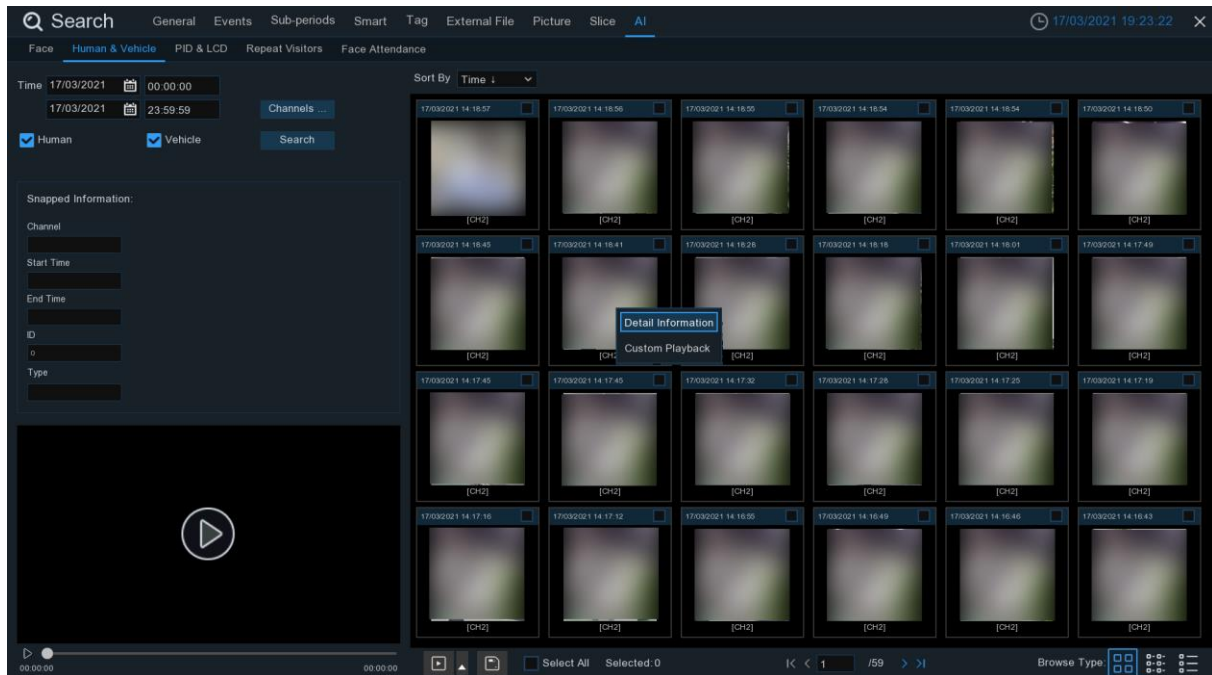 Search General Events Sub-periods Smart Tag External File Picture Slice AI 17/03/2021 19:23:22
Face Human & Vehicle PID & LCD Repeat Visitors Face Attendance
Time 17/03/2021 00:00:00
17/03/2021 23:59:59 Channels ...
Human Vehicle Search
Snapped Information:
Channel
Start Time
End Time
ID
0
Type
00:00:00 00:00:00
Sort By Time ↓
17/03/2021 14:18:57 17/03/2021 14:18:56 17/03/2021 14:18:55 17/03/2021 14:18:54 17/03/2021 14:18:54 17/03/2021 14:18:50
[CH2] [CH2] [CH2] [CH2] [CH2] [CH2]
17/03/2021 14:18:45 17/03/2021 14:18:41 17/03/2021 14:18:26 17/03/2021 14:18:16 17/03/2021 14:18:01 17/03/2021 14:17:49
Detail Information
Custom Playback
[CH2] [CH2 [CH2] [CH2] [CH2] [CH2]
17/03/2021 14:17:45 17/03/2021 14:17:45 17/03/2021 14:17:32 17/03/2021 14:17:28 17/03/2021 14:17:25 17/03/2021 14:17:19
[CH2] [CH2] [CH2] [CH2] [CH2] [CH2]
17/03/2021 14:17:16 17/03/2021 14:17:12 17/03/2021 14:16:55 17/03/2021 14:16:49 17/03/2021 14:16:46 17/03/2021 14:16:43
[CH2] [CH2] [CH2] [CH2] [CH2] [CH2]
Select All Selected: 0 1 /59 Browse Type: